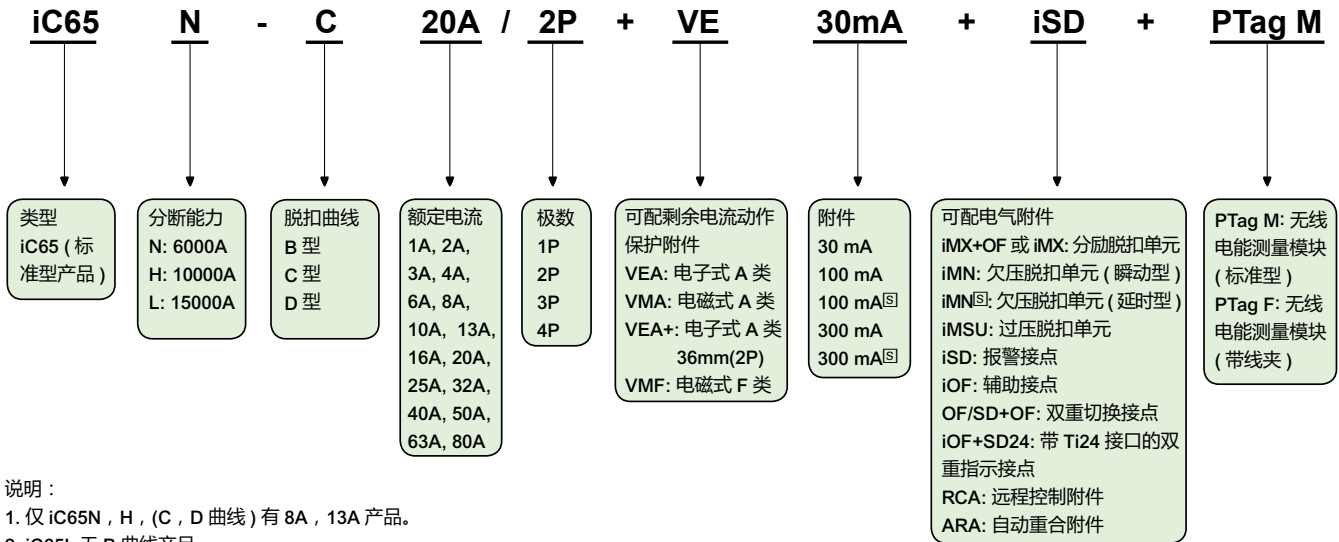 iC65 N - C 20A / 2P + VE 30mA + iSD + PTag M
类型
iC65 ( 标
准型产品 )
分断能力
N: 6000A
H: 10000A
L: 15000A
脱扣曲线
B 型
C 型
D 型
额定电流
1A, 2A,
3A, 4A,
6A, 8A,
10A, 13A,
16A, 20A,
25A, 32A,
40A, 50A,
63A, 80A
极数
1P
2P
3P
4P
可配剩余电流动作
保护附件
VEA: 电子式 A 类
VMA: 电磁式 A 类
VEA+: 电子式 A 类
36mm(2P)
VMF: 电磁式 F 类
附件
30 mA
100 mA
100 mA🅂
300 mA
300 mA🅂
可配电气附件
iMX+OF 或 iMX: 分励脱扣单元
iMN: 欠压脱扣单元 ( 瞬动型 )
iMN🅂: 欠压脱扣单元 ( 延时型 )
iMSU: 过压脱扣单元
iSD: 报警接点
iOF: 辅助接点
OF/SD+OF: 双重切换接点
iOF+SD24: 带 Ti24 接口的双
重指示接点
RCA: 远程控制附件
ARA: 自动重合附件
PTag M: 无线
电能测量模块
( 标准型 )
PTag F: 无线
电能测量模块
( 带线夹 )
说明：
1. 仅 iC65N，H，(C，D 曲线 ) 有 8A，13A 产品。